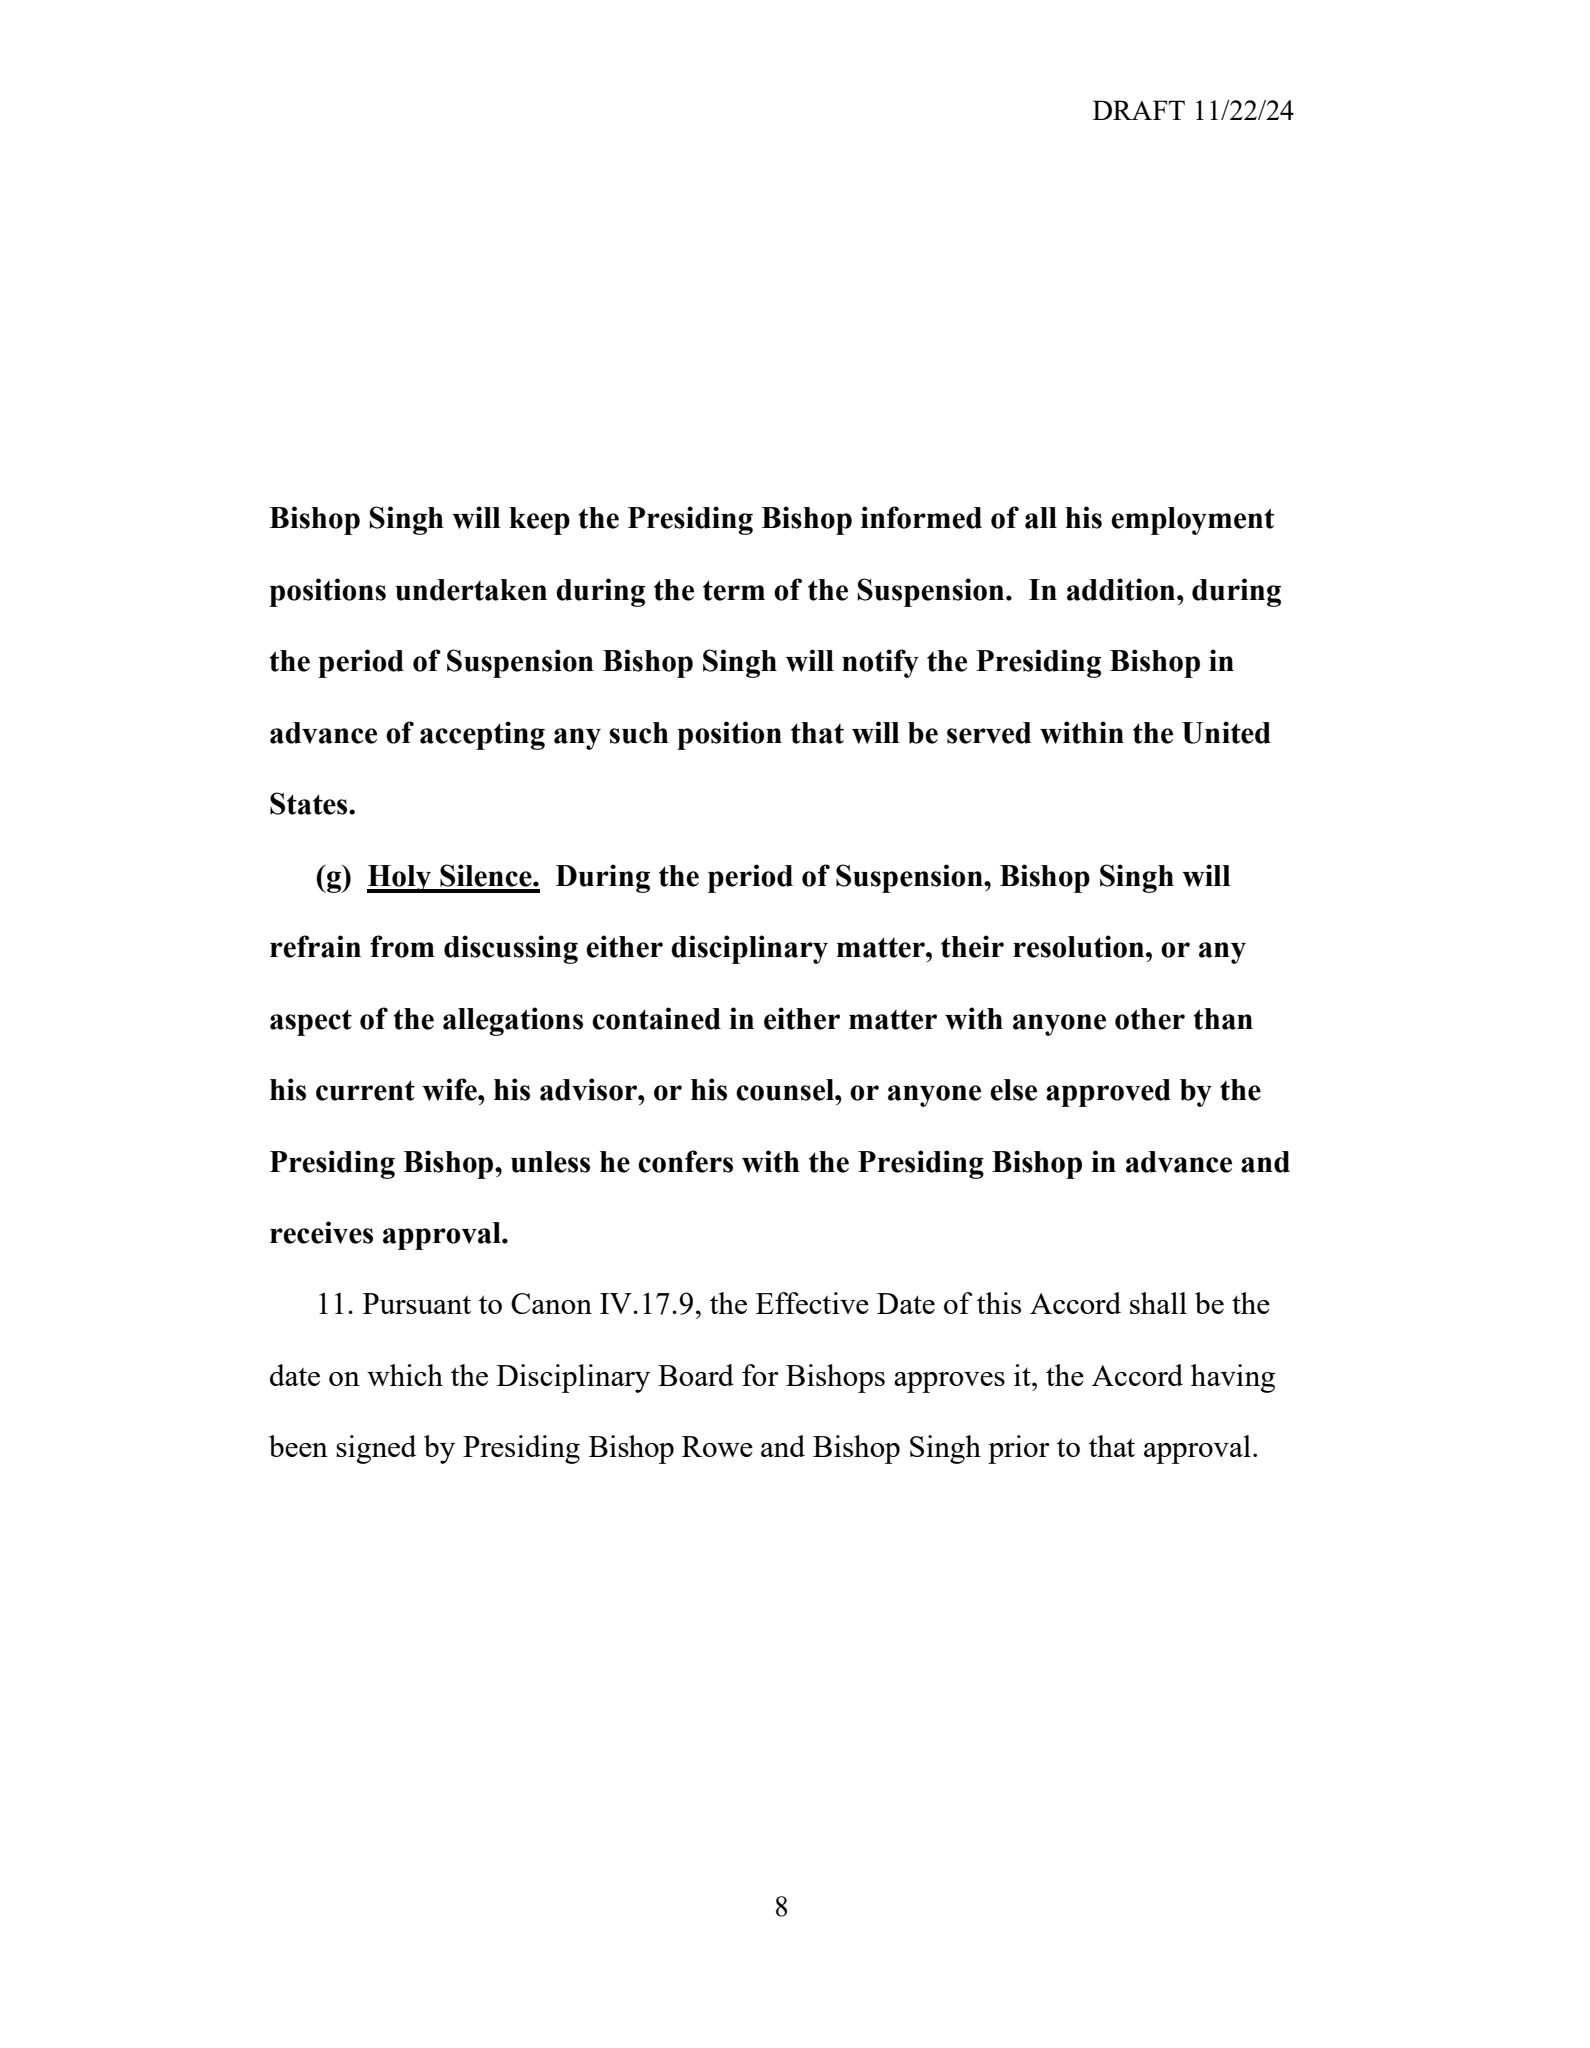 DRAFT 11/22/24
Bishop Singh will keep the Presiding Bishop informed of all his employment
positions undertaken during the term of the Suspension.  In addition, during
the period of Suspension Bishop Singh will notify the Presiding Bishop in
advance of accepting any such position that will be served within the United
States.
(g)  Holy Silence.  During the period of Suspension, Bishop Singh will
refrain from discussing either disciplinary matter, their resolution, or any
aspect of the allegations contained in either matter with anyone other than
his current wife, his advisor, or his counsel, or anyone else approved by the
Presiding Bishop, unless he confers with the Presiding Bishop in advance and
receives approval.
11. Pursuant to Canon IV.17.9, the Effective Date of this Accord shall be the
date on which the Disciplinary Board for Bishops approves it, the Accord having
been signed by Presiding Bishop Rowe and Bishop Singh prior to that approval.
8